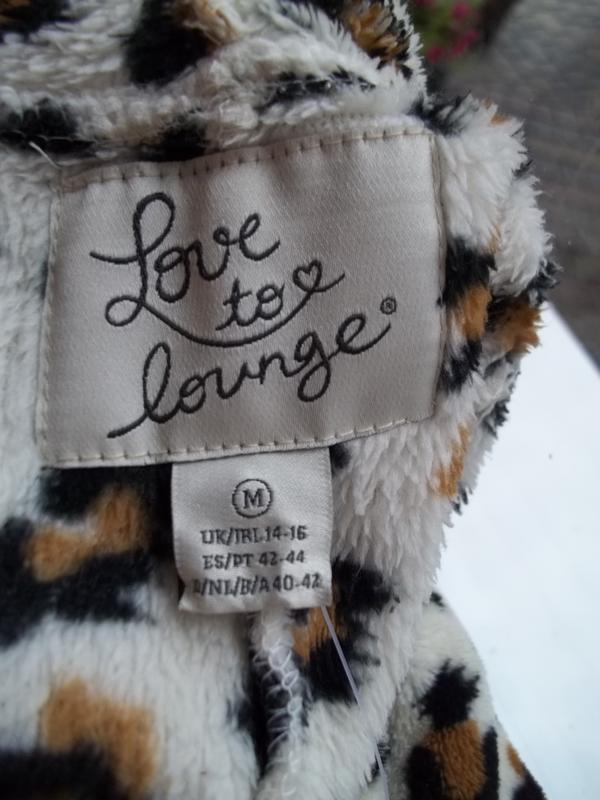 Love
to
lounge®
M
UK/IRL 14-16
ES/PT 42-44
D/NL/B/A 40-42